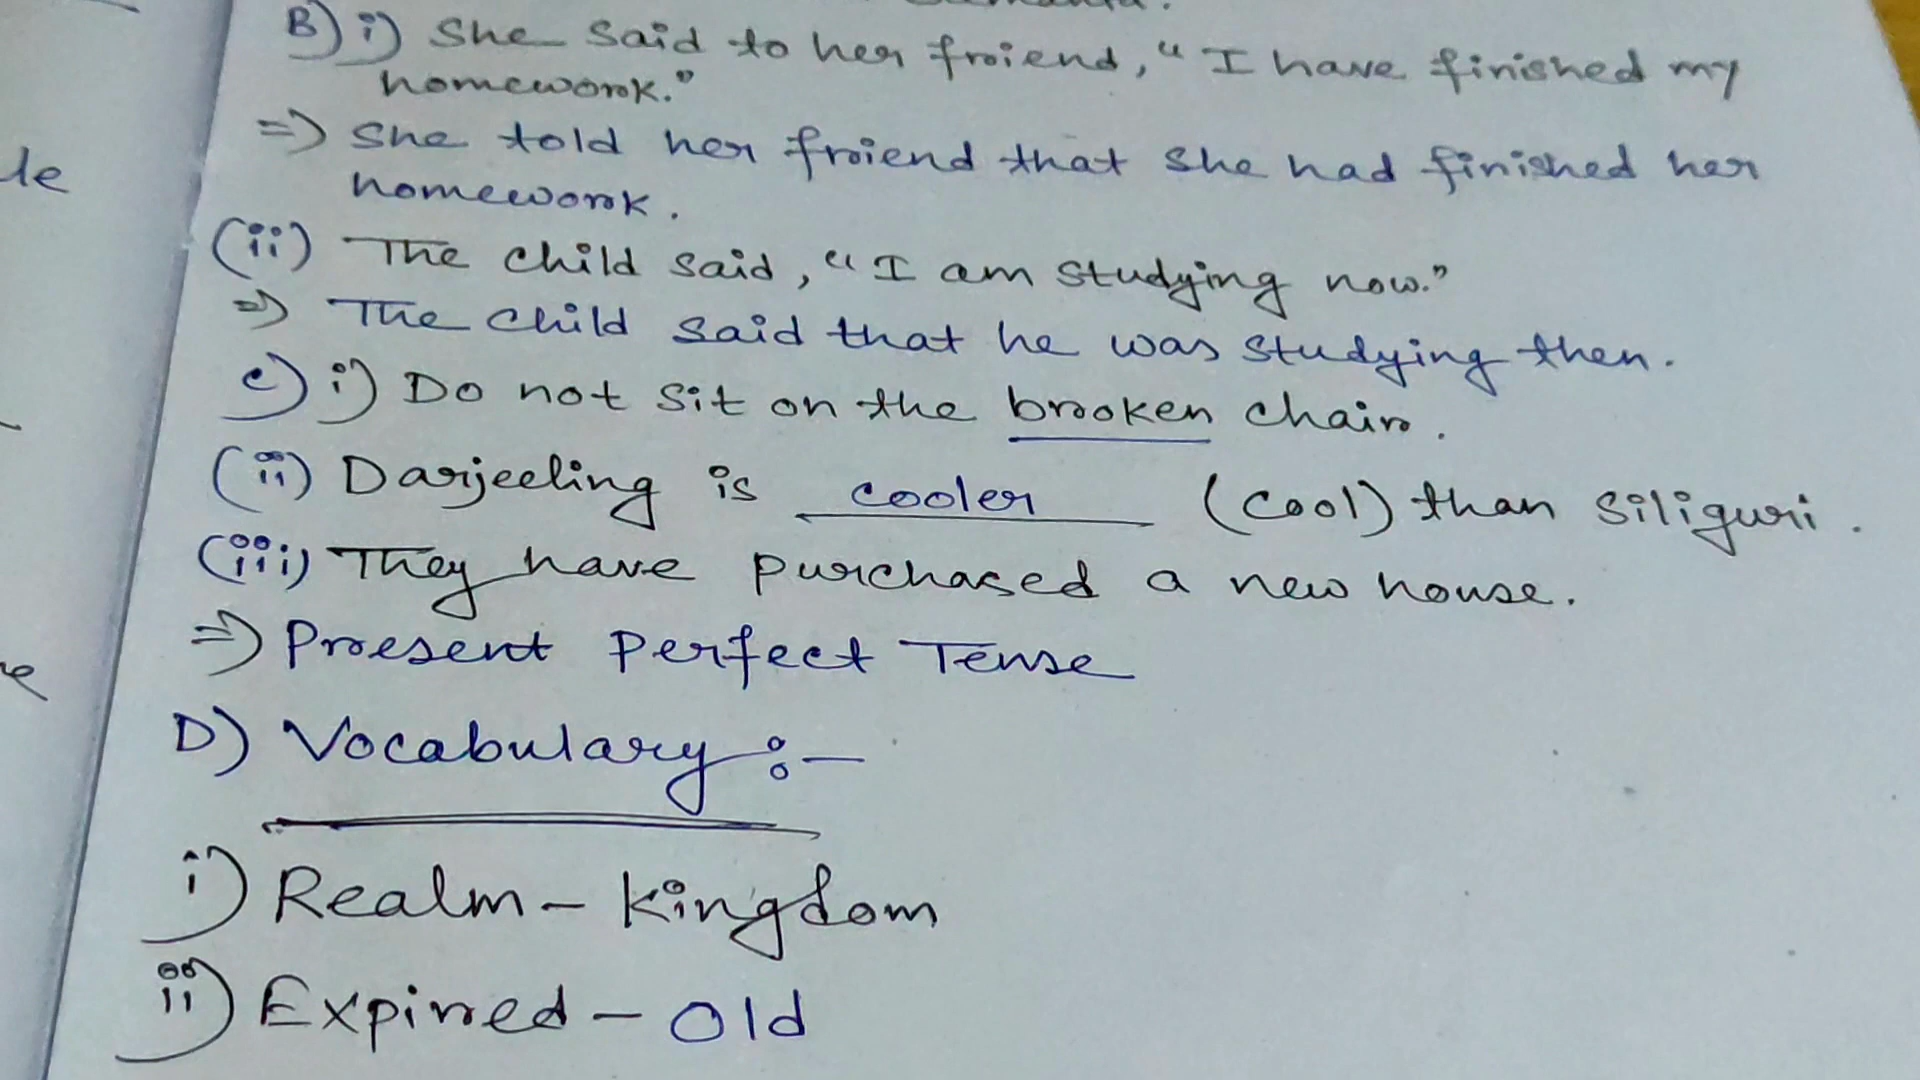 B) i) She said to her friend, "I have finished my
homework."
=> She told her friend that she had finished her
homework.
(ii) The child said, "I am studying now."
=> The child said that he was studying then.
c) i) Do not sit on the broken chair.
(ii) Darjeeling is cooler (cool) than siliguri.
(iii) They have purchased a new house.
=> Present Perfect Tense
D) Vocabulary :-
i) Realm - kingdom
ii) Expired - old
le